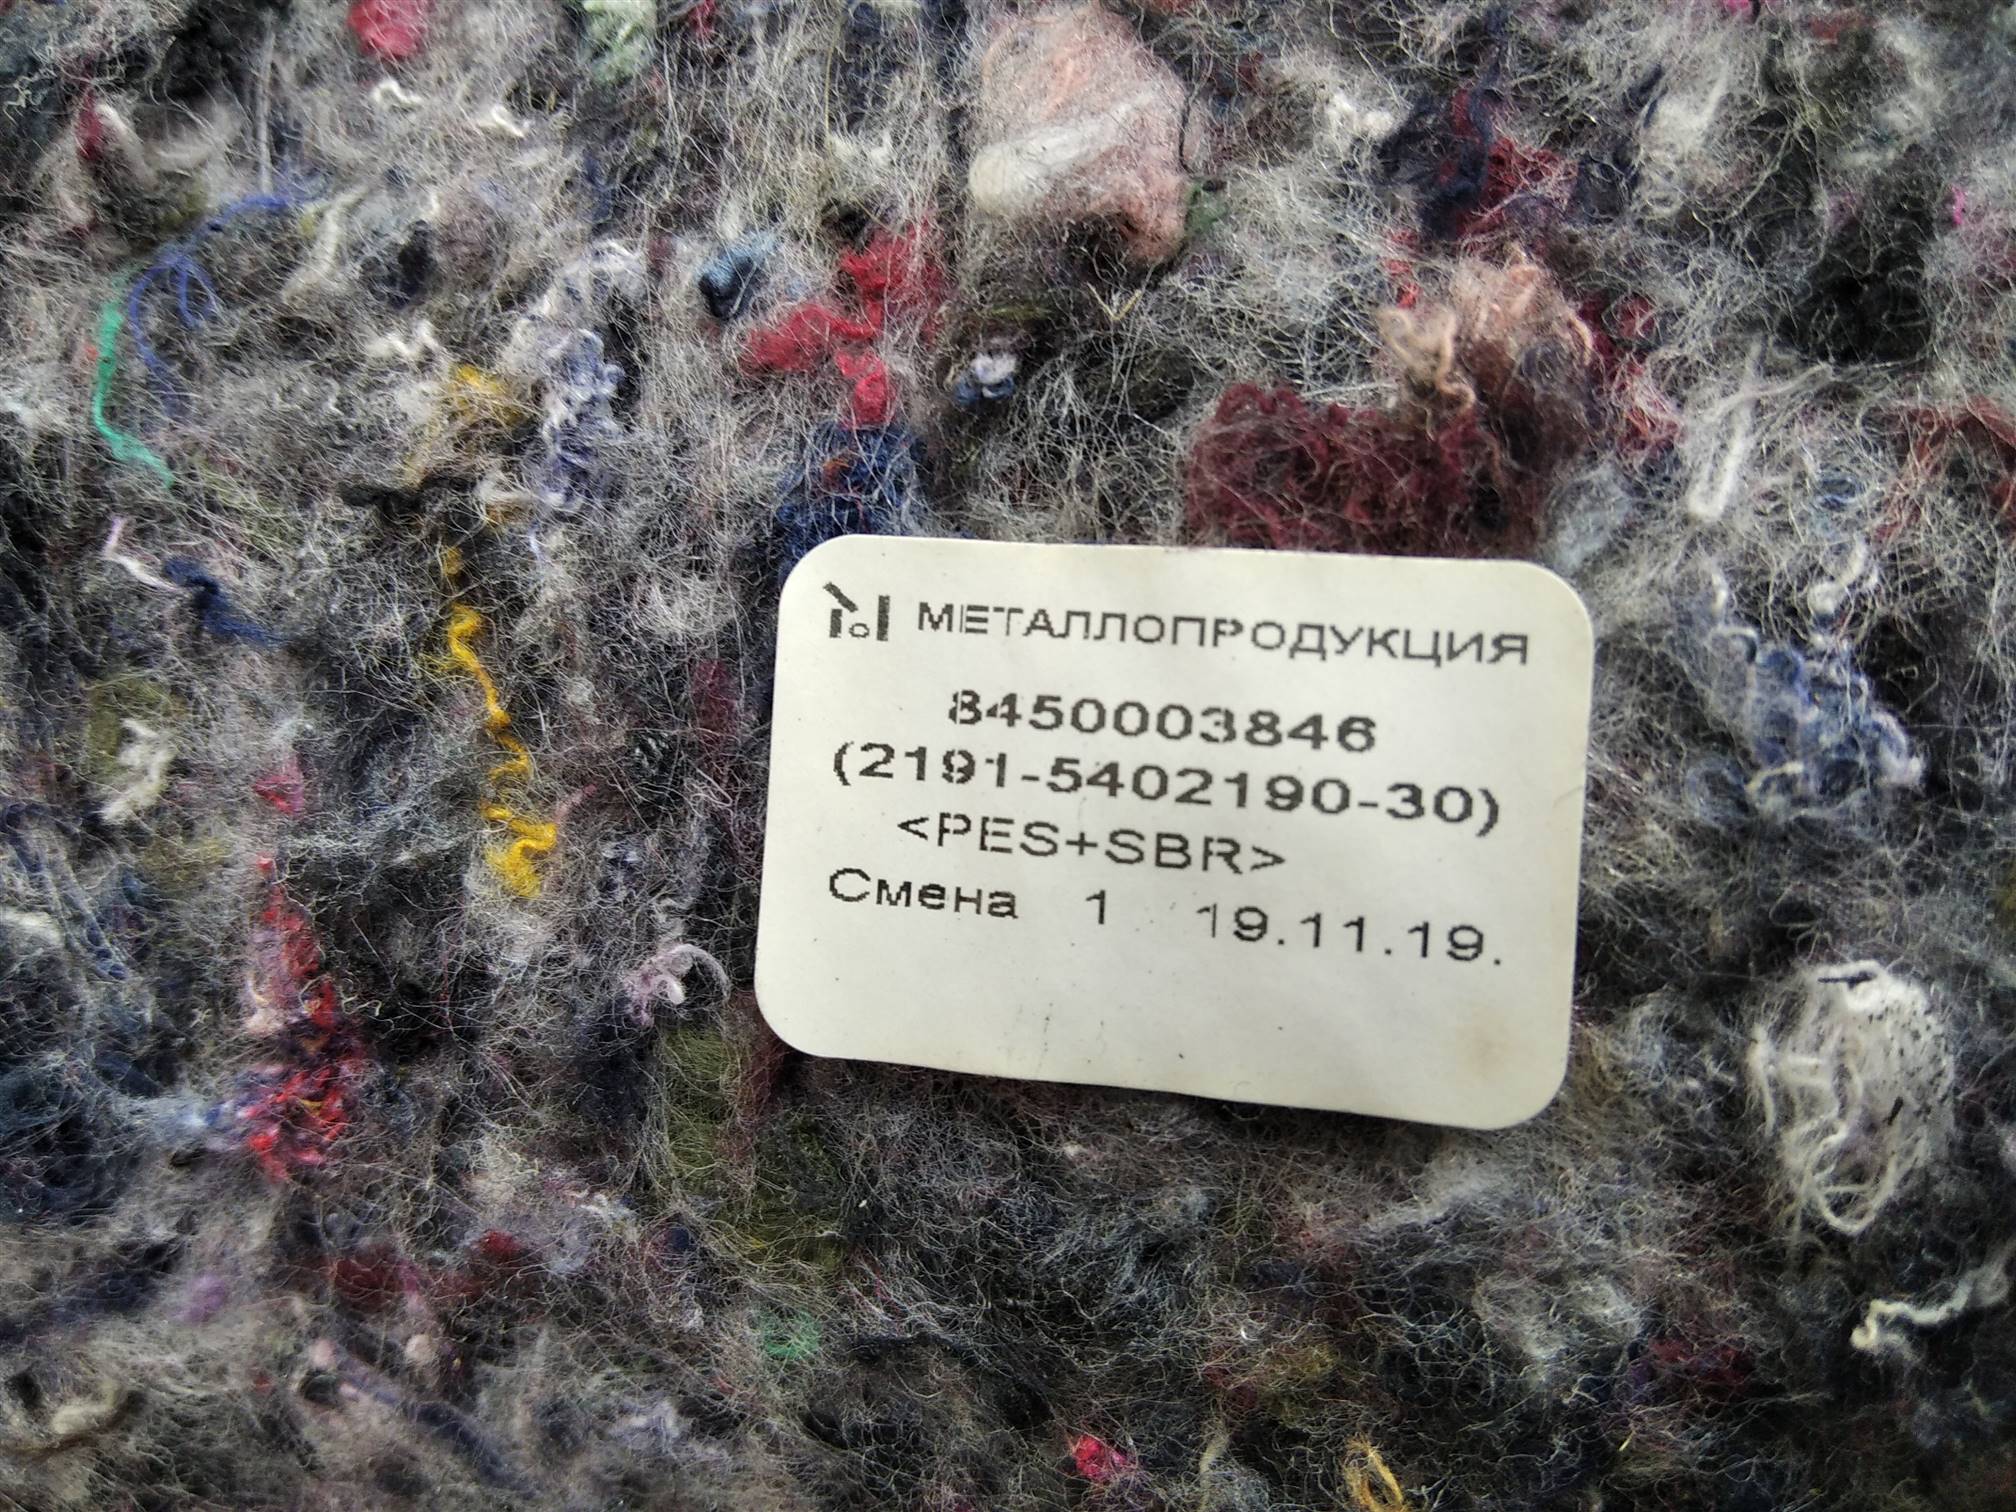 МЕТАЛЛОПРОДУКЦИЯ
8450003846
(2191-5402190-30)
<PES+SBR>
Смена 1 19.11.19.